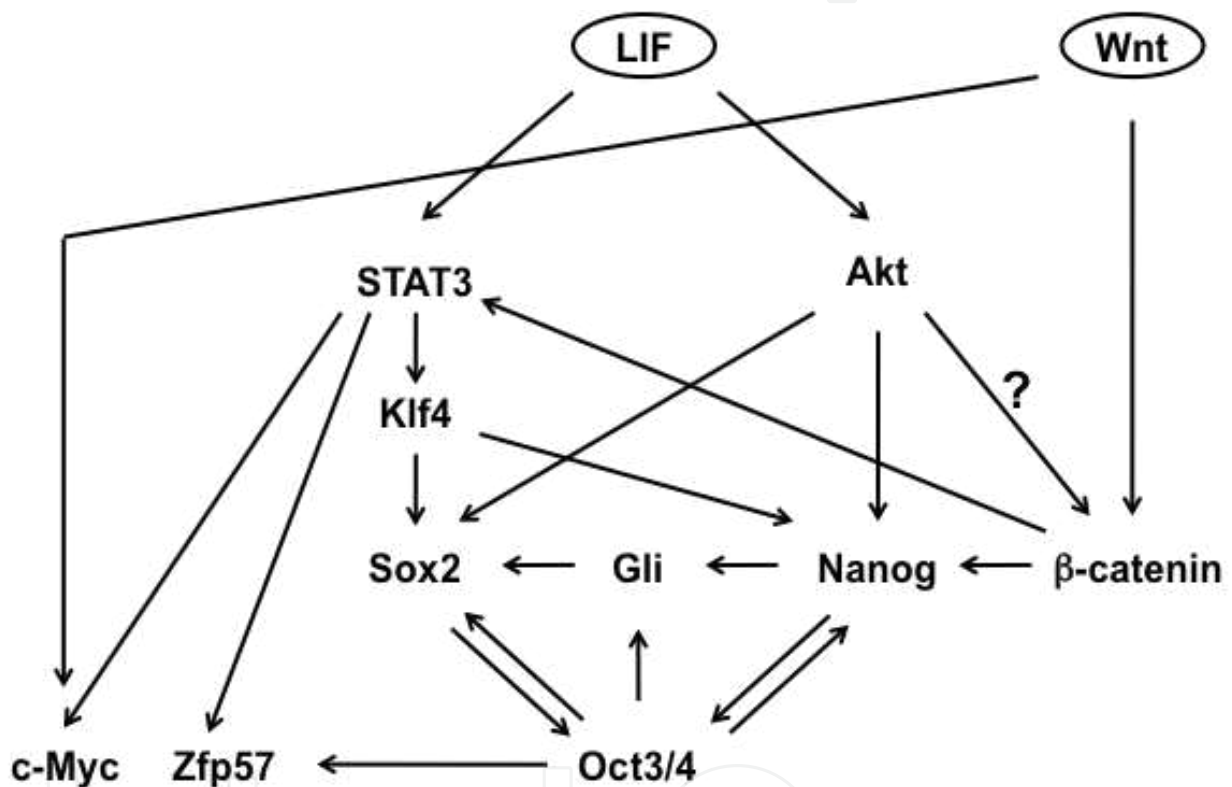 LIF
Wnt
STAT3
Akt
?
Klf4
Sox2
Gli
Nanog
β-catenin
c-Myc
Zfp57
Oct3/4